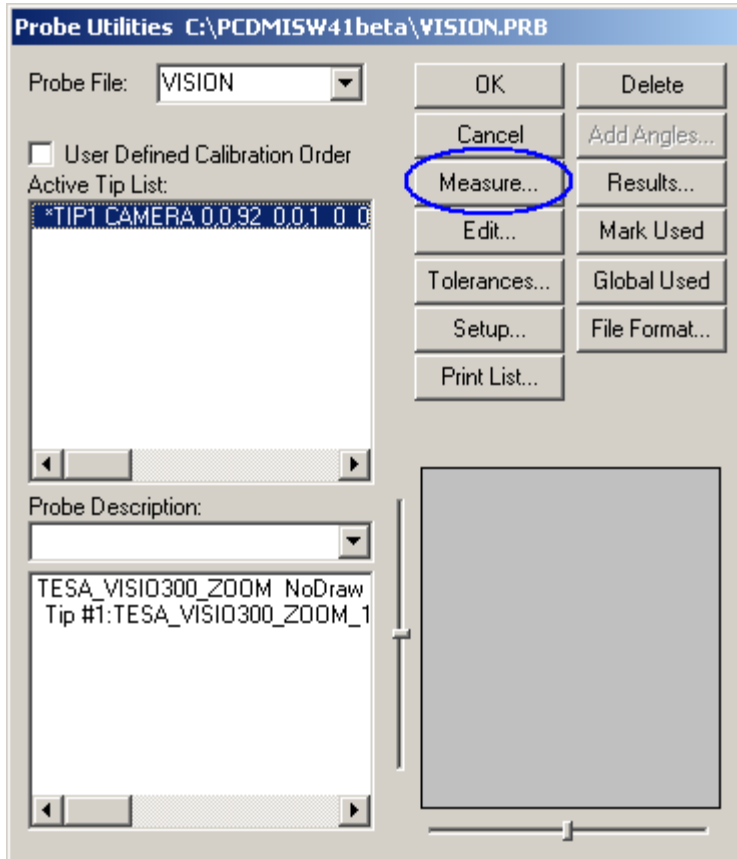 Probe Utilities C:\PCDMISW41beta\VISION.PRB
Probe File: VISION
User Defined Calibration Order
Active Tip List:
*TIP1 CAMERA 0,0,92 0,0,1 0 0
OK
Delete
Cancel
Add Angles...
Measure...
Results...
Edit...
Mark Used
Tolerances...
Global Used
Setup...
File Format...
Print List...
Probe Description:
TESA_VISIO300_ZOOM NoDraw
Tip #1:TESA_VISIO300_ZOOM_1